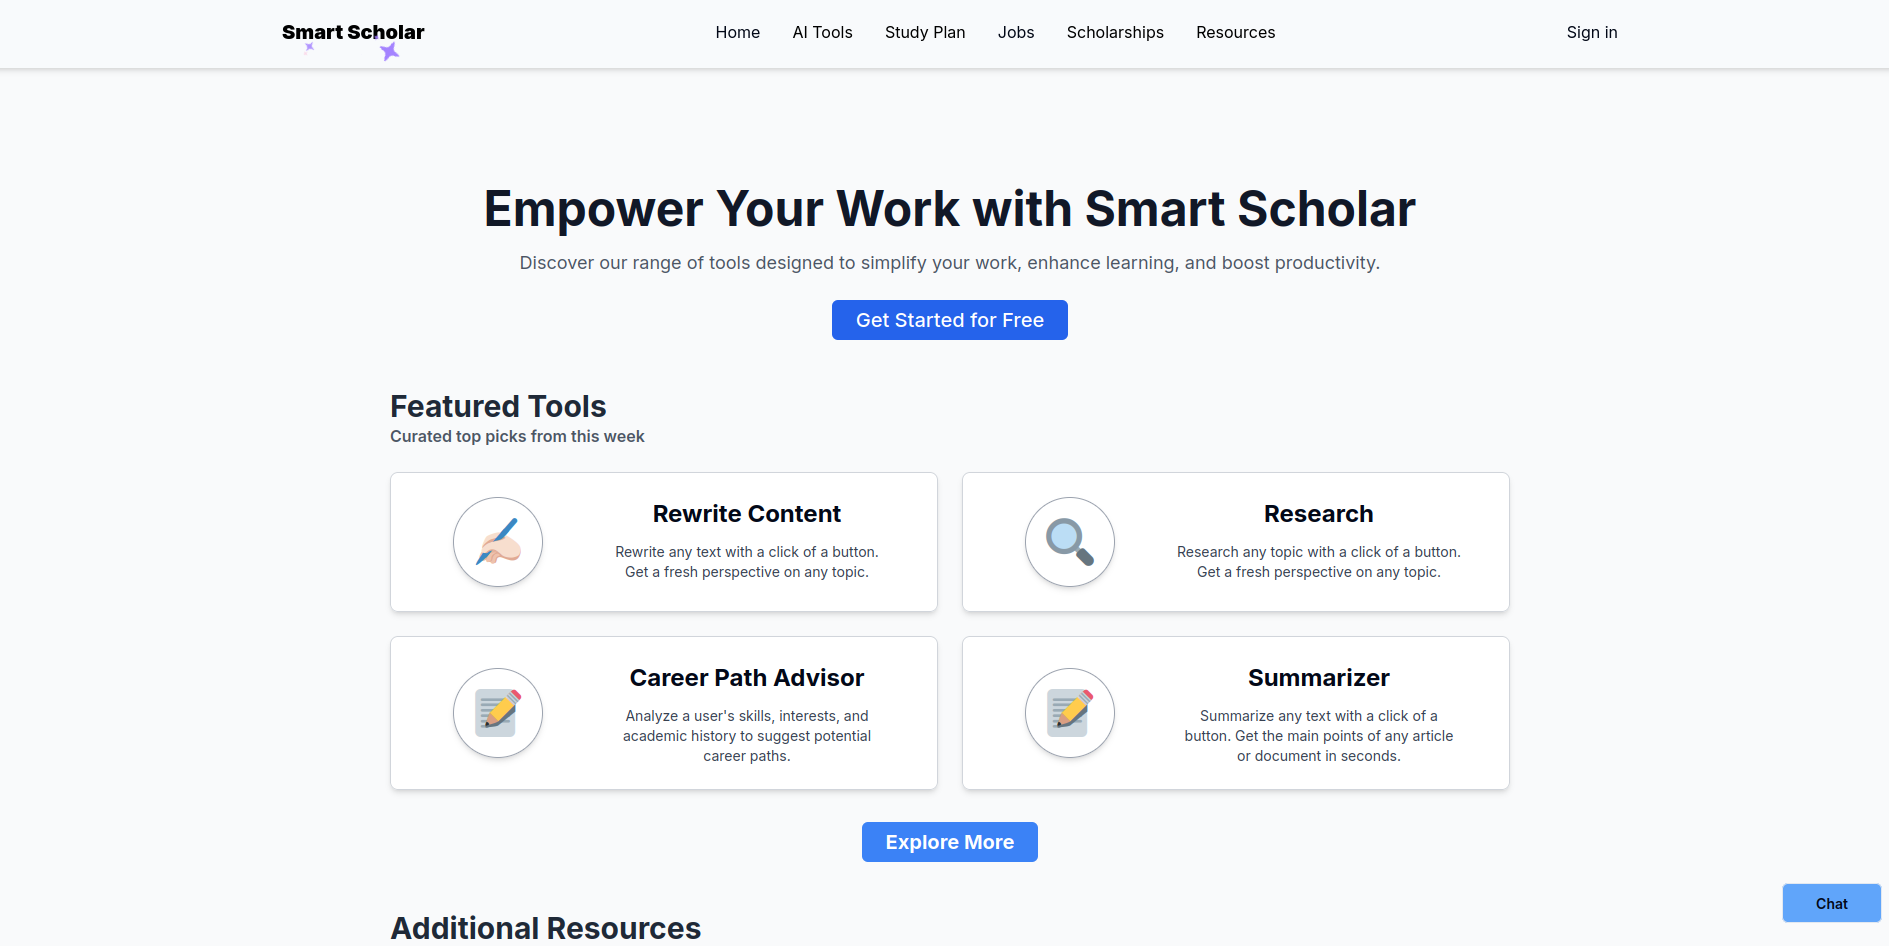 Smart Scholar
Home
AI Tools
Study Plan
Jobs
Scholarships
Resources
Sign in
Empower Your Work with Smart Scholar
Discover our range of tools designed to simplify your work, enhance learning, and boost productivity.
Get Started for Free
Featured Tools
Curated top picks from this week
Rewrite Content
Rewrite any text with a click of a button.
Get a fresh perspective on any topic.
Research
Research any topic with a click of a button.
Get a fresh perspective on any topic.
Career Path Advisor
Analyze a user's skills, interests, and
academic history to suggest potential
career paths.
Summarizer
Summarize any text with a click of a
button. Get the main points of any article
or document in seconds.
Explore More
Chat
Additional Resources